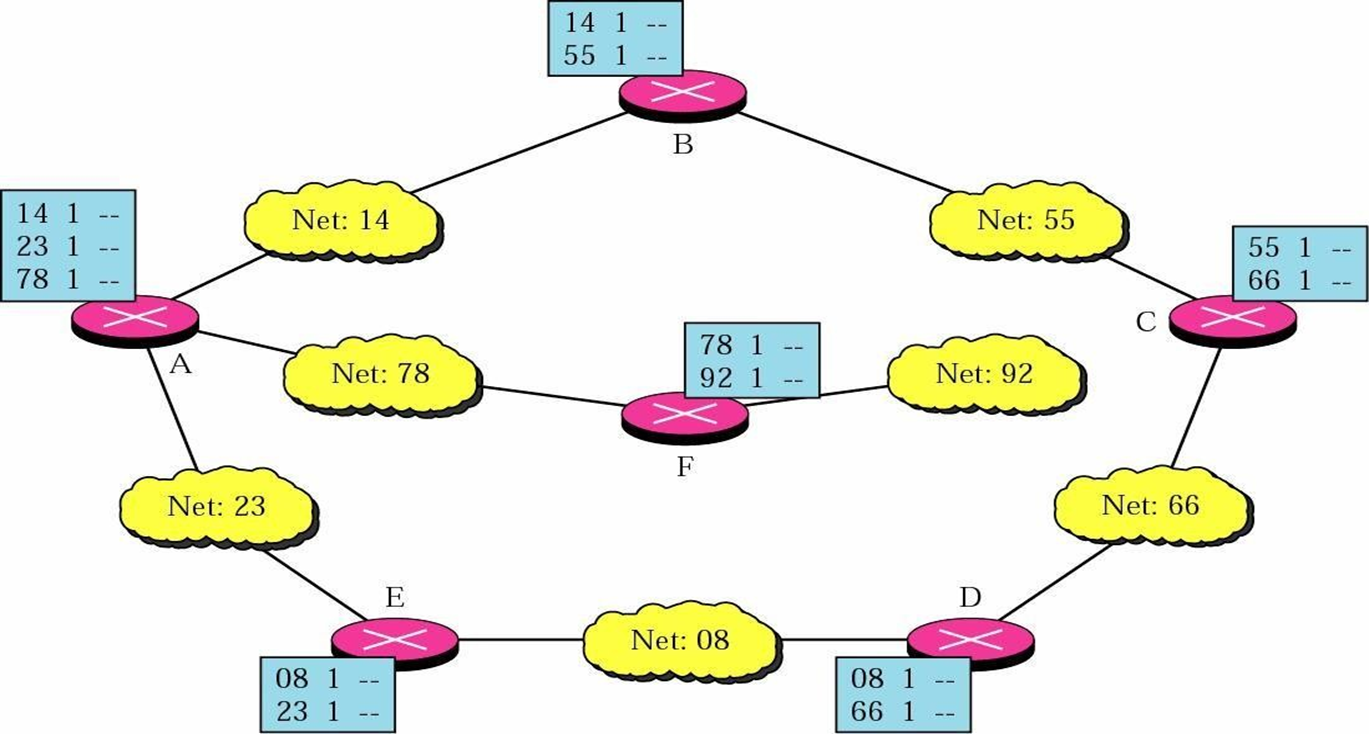 14 1 --
55 1 --
B
14 1 --
23 1 --
78 1 --
Net: 14
Net: 55
55 1 --
66 1 --
C
A
Net: 78
78 1 --
92 1 --
Net: 92
F
Net: 23
Net: 66
E
D
Net: 08
08 1 --
23 1 --
08 1 --
66 1 --